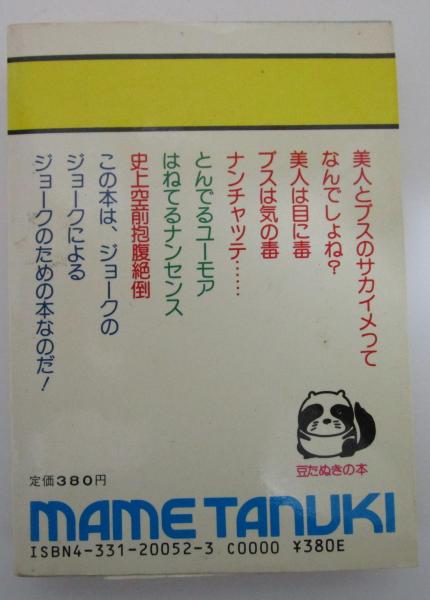 美人とブスのサカイメって
なんでしょね？
美人は目に毒
ブスは気の毒
ナンチャッテ……
とんでるユーモア
はねてるナンセンス
史上空前抱腹絶倒
この本は、ジョークの
ジョークによる
ジョークのための本なのだ！
豆たぬきの本
定価380円
MAME TANUKI
ISBN4-331-20052-3 C0000 ¥380E